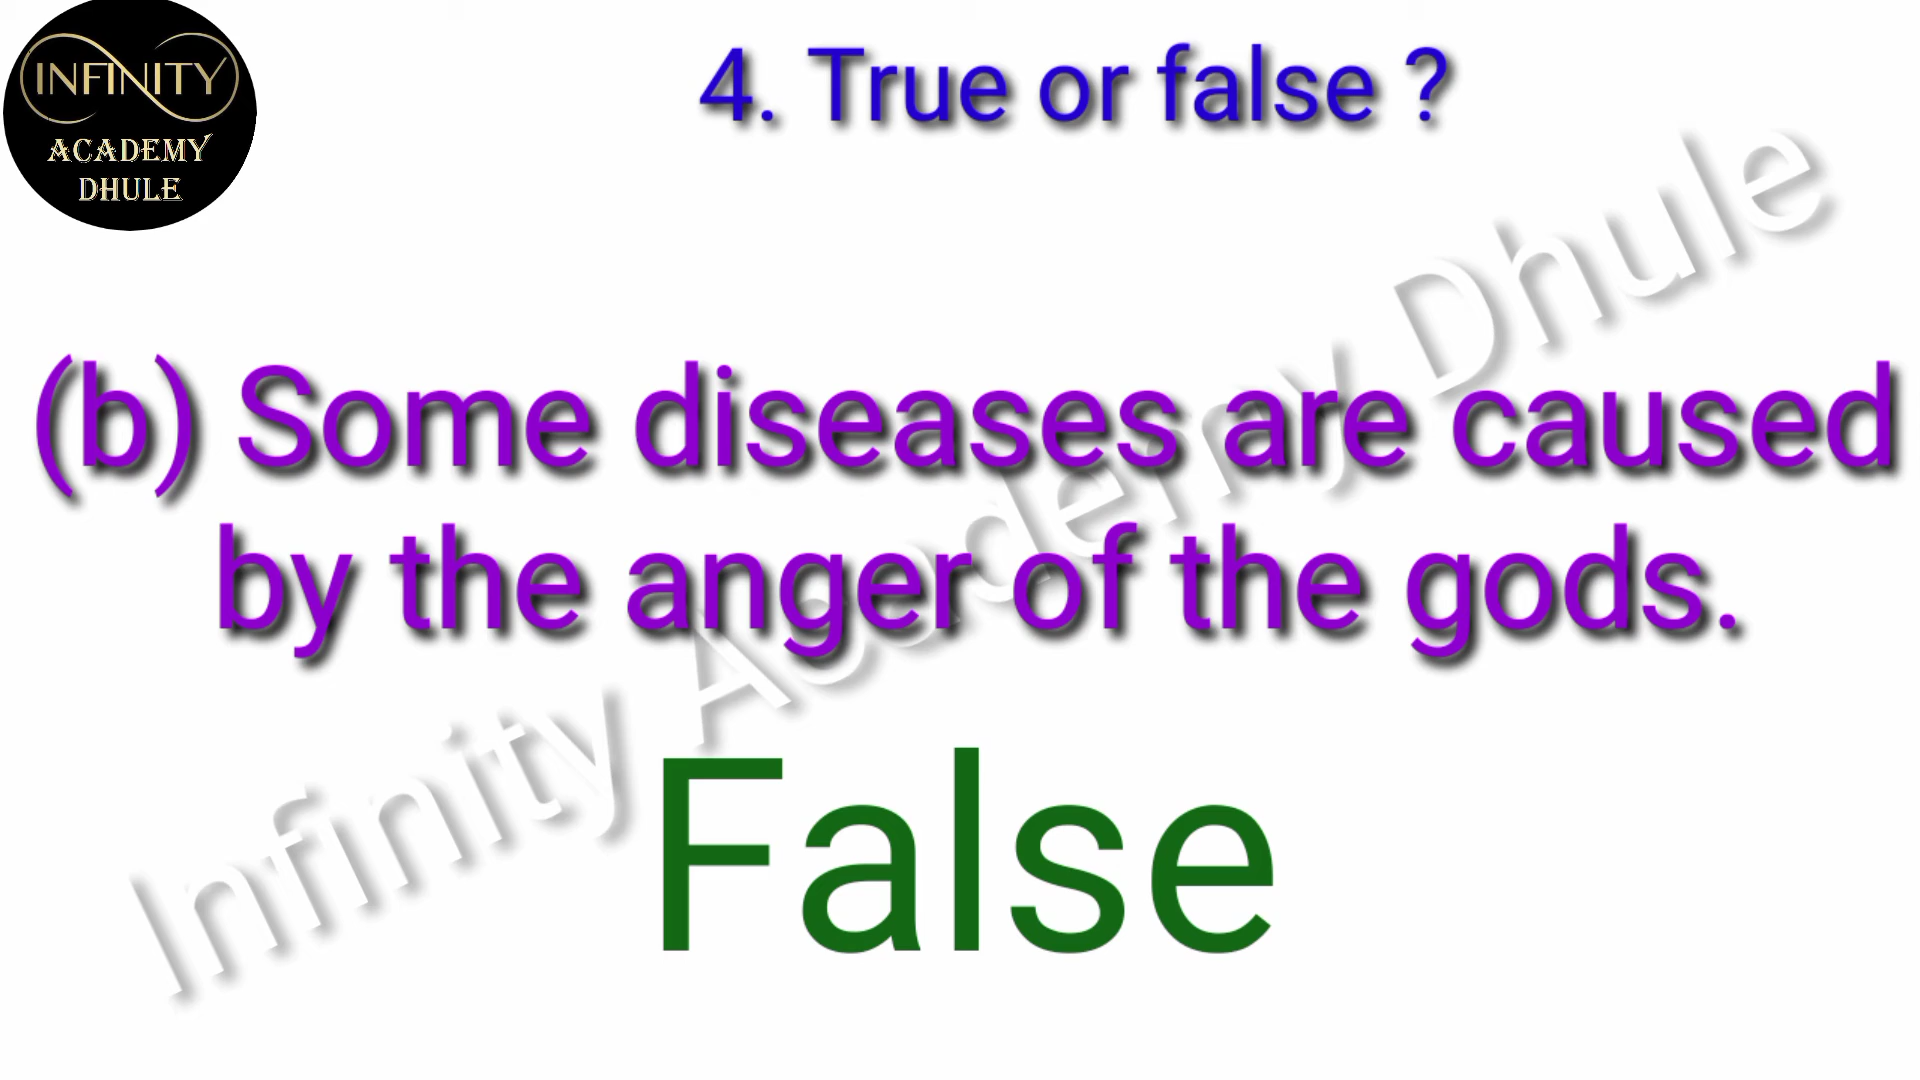 INFINITY
ACADEMY
DHULE
4. True or false ?
(b) Some diseases are caused
by the anger of the gods.
False
Infinity Academy Dhule